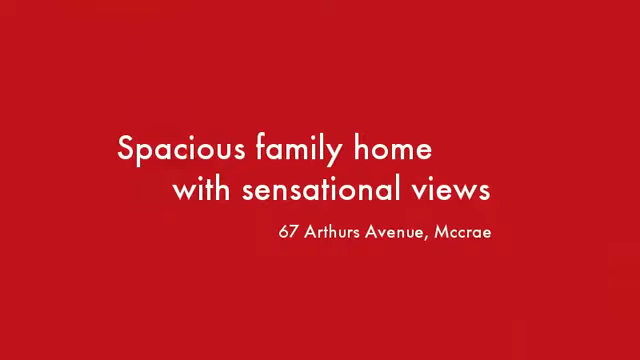 Spacious family home
with sensational views
67 Arthurs Avenue, Mccrae